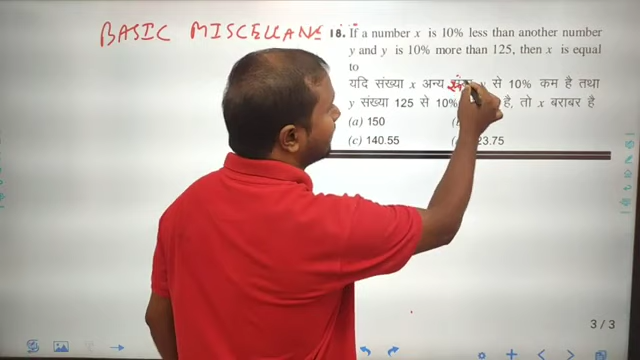 BASIC MISCELLAN
18. If a number x is 10% less than another number
y and y is 10% more than 125, then x is equal
to
यदि संख्या x अन्य y से 10% कम है तथा
y संख्या 125 से 10% है, तो x बराबर है
(a) 150
(c) 140.55 23.75
3/3